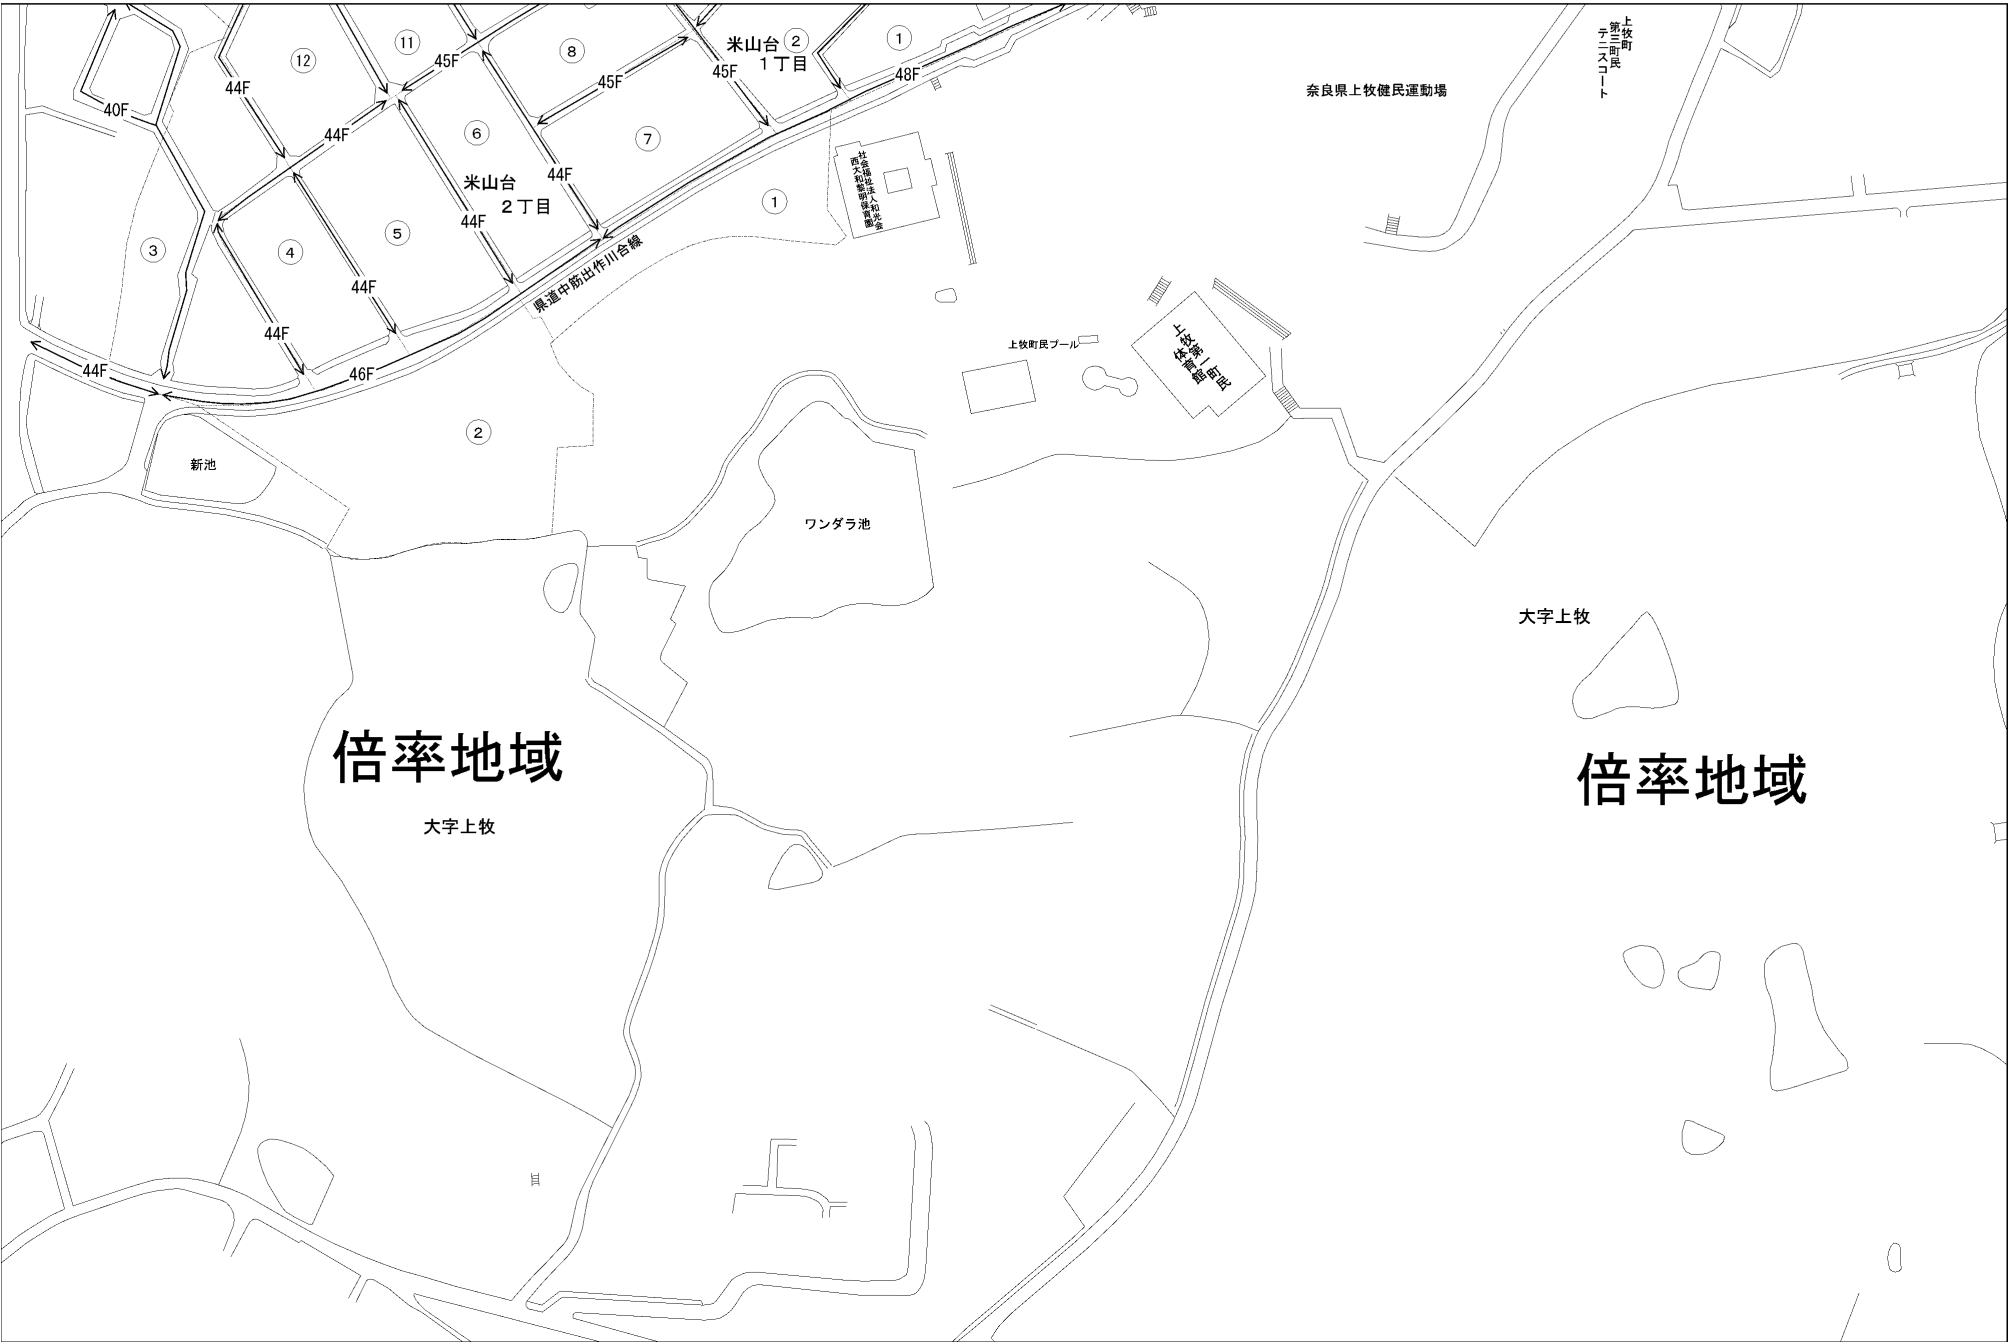 12
11
8
米山台
1丁目
2
1
44F
45F
45F
45F
48F
40F
44F
6
7
奈良県上牧健民運動場
上牧町
第三町民
テニスコート
米山台
2丁目
44F
44F
社会福祉法人和光会
西大和黎明保育園
1
3
4
5
44F
44F
県道中筋出作川合線
44F
44F
46F
上牧町民プール
上牧第一町民
体育館
2
新池
ワンダラ池
大字上牧
倍率地域
大字上牧
倍率地域